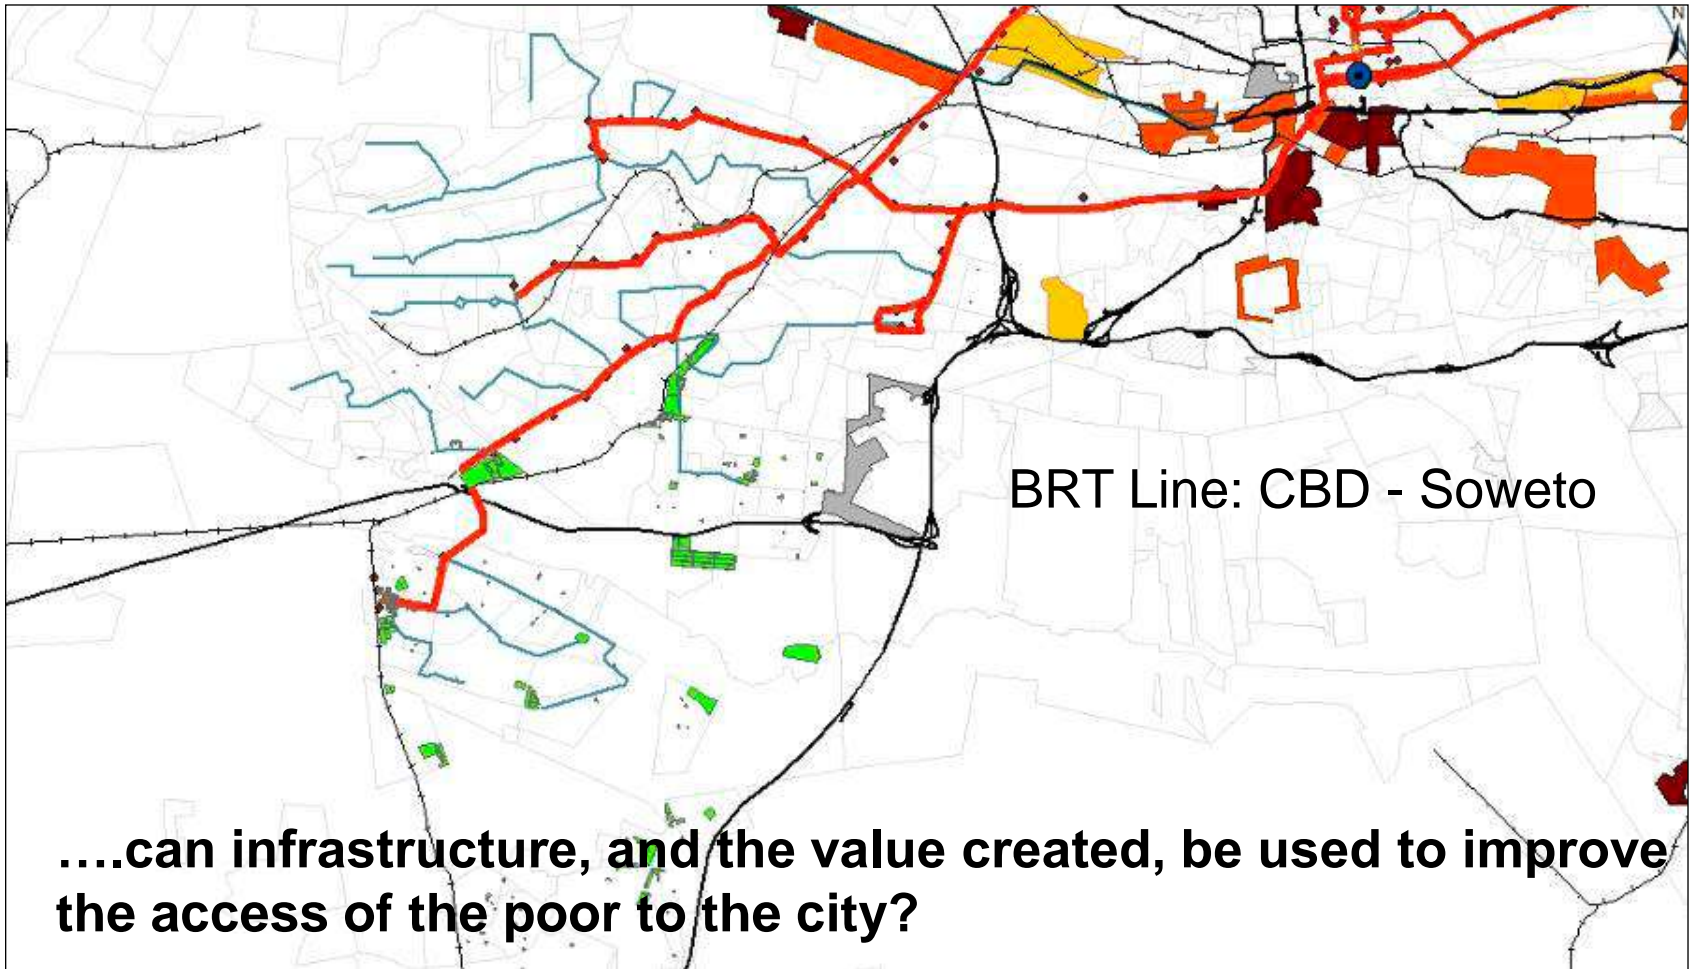 N
BRT Line: CBD - Soweto
....can infrastructure, and the value created, be used to improve
the access of the poor to the city?